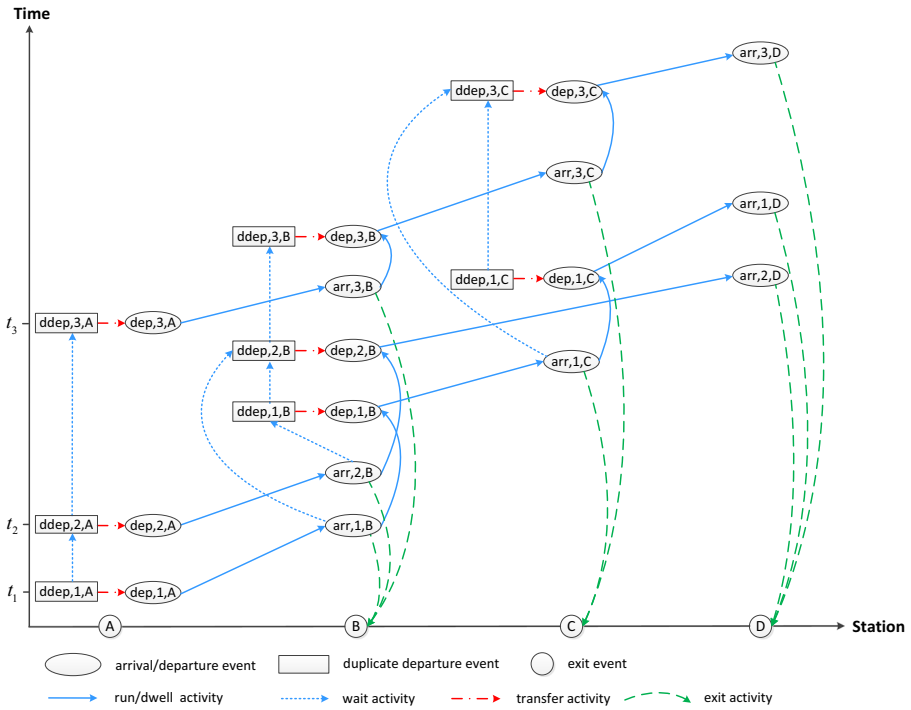 Time
ddep,3,C
dep,3,C
arr,3,D
arr,3,C
arr,1,D
ddep,3,B
dep,3,B
ddep,1,C
dep,1,C
arr,2,D
arr,3,B
t3
ddep,3,A
dep,3,A
ddep,2,B
dep,2,B
arr,1,C
ddep,1,B
dep,1,B
arr,2,B
t2
ddep,2,A
dep,2,A
arr,1,B
t1
ddep,1,A
dep,1,A
A
B
C
D
Station
arrival/departure event
duplicate departure event
exit event
run/dwell activity
wait activity
transfer activity
exit activity